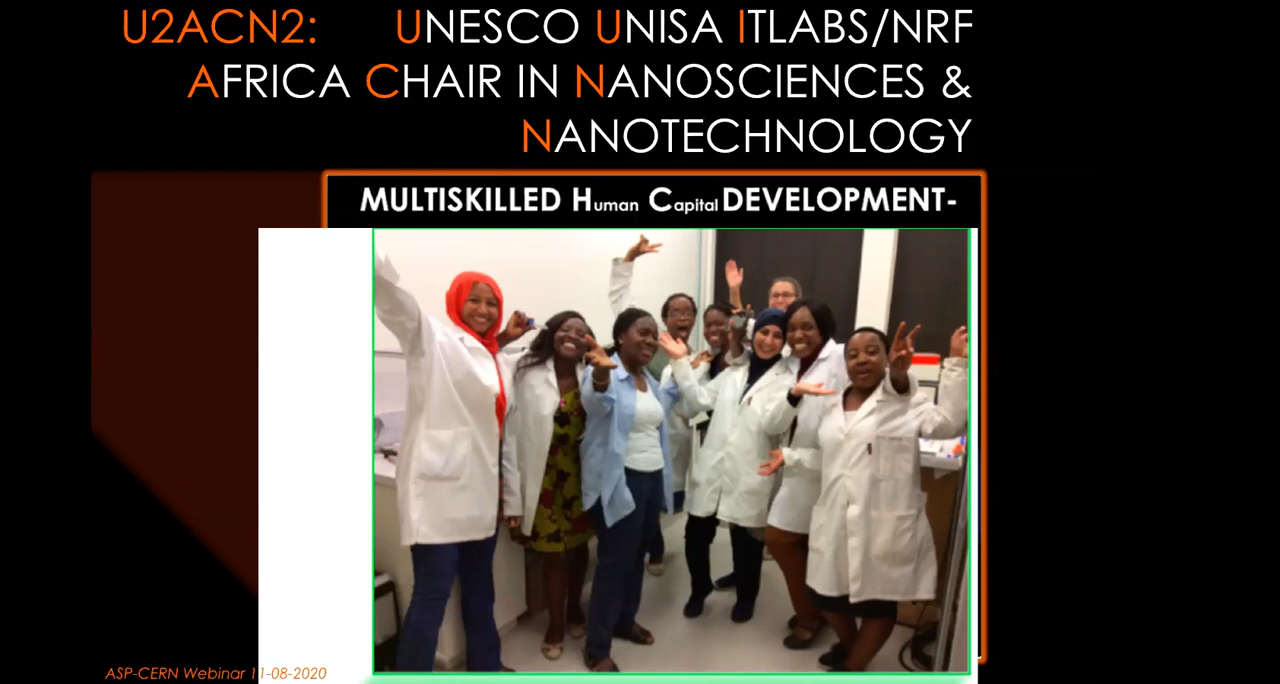 U2ACN2: UNESCO UNISA ITLABS/NRF
AFRICA CHAIR IN NANOSCIENCES &
NANOTECHNOLOGY
MULTISKILLED Human Capital DEVELOPMENT-
ASP-CERN Webinar 11-08-2020